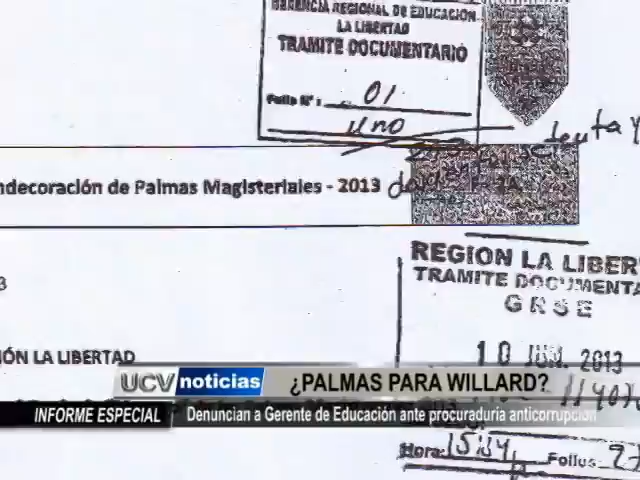 GERENCIA REGIONAL DE EDUCACIÓN
LA LIBERTAD
TRAMITE DOCUMENTARIO
Folio N°: 01
uno
ndecoración de Palmas Magisteriales - 2013
REGION LA LIBER
TRAMITE DOCUMENTA
G R S E
3
10 JUN. 2013
IÓN LA LIBERTAD
UCV noticias ¿PALMAS PARA WILLARD?
INFORME ESPECIAL Denuncian a Gerente de Educación ante procuraduría anticorrupción
Hora: Folios: 27